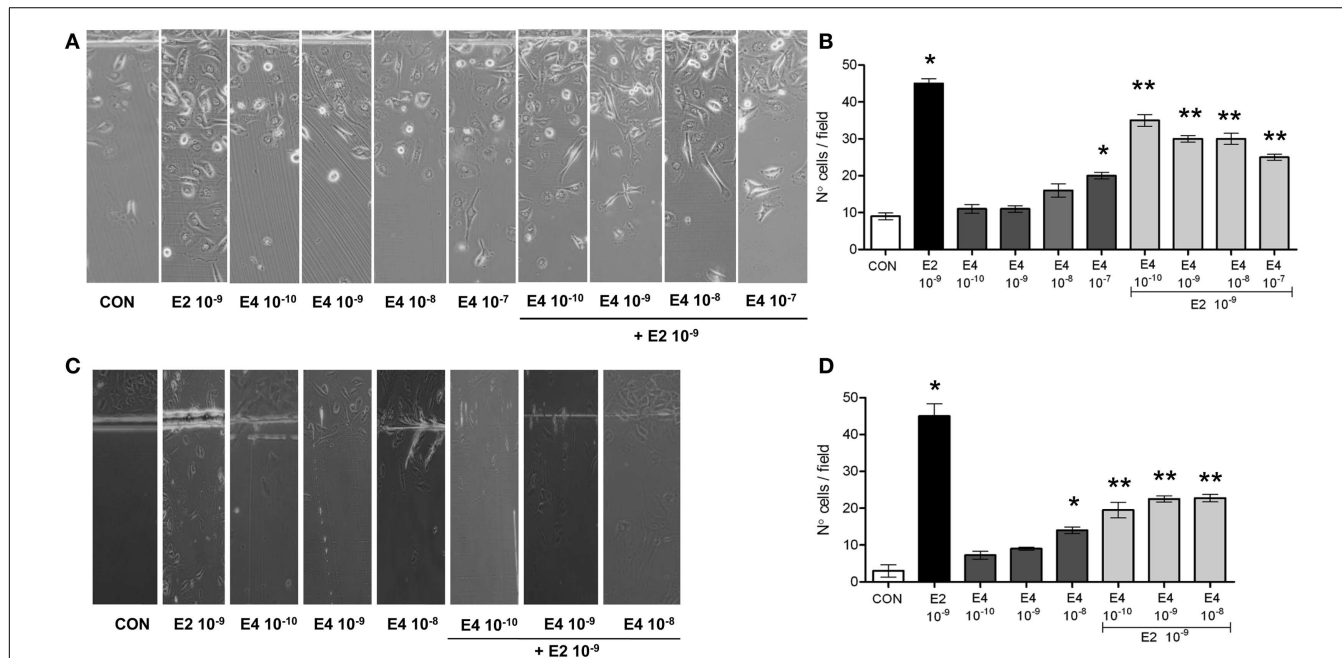 A
CON E2 10⁻⁹ E4 10⁻¹⁰ E4 10⁻⁹ E4 10⁻⁸ E4 10⁻⁷ E4 10⁻¹⁰ E4 10⁻⁹ E4 10⁻⁸ E4 10⁻⁷
+ E2 10⁻⁹
B
N° cells / field
50
40
30
20
10
0
* * ** ** ** **
CON E2 E4 E4 E4 E4 E4 E4 E4 E4
10⁻⁹ 10⁻¹⁰ 10⁻⁹ 10⁻⁸ 10⁻⁷ 10⁻¹⁰ 10⁻⁹ 10⁻⁸ 10⁻⁷
E2 10⁻⁹
C
CON E2 10⁻⁹ E4 10⁻¹⁰ E4 10⁻⁹ E4 10⁻⁸ E4 10⁻¹⁰ E4 10⁻⁹ E4 10⁻⁸
+ E2 10⁻⁹
D
N° cells / field
50
40
30
20
10
0
* * ** ** **
CON E2 E4 E4 E4 E4 E4 E4
10⁻⁹ 10⁻¹⁰ 10⁻⁹ 10⁻⁸ 10⁻¹⁰ 10⁻⁹ 10⁻⁸
E2 10⁻⁹